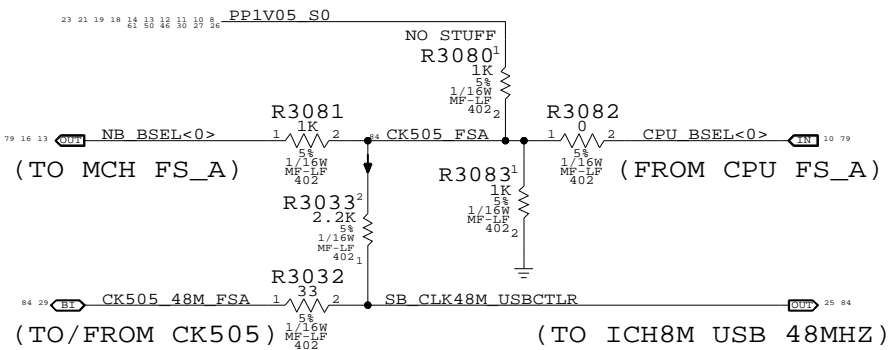 23 21 19 18 14 13 12 11 10 8 PP1V05_S0
61 50 46 30 27 26
NO STUFF
R3080 1
1K
5%
1/16W
MF-LF
402 2
R3081
1K
1 2
5%
1/16W
MF-LF
402
79 16 13 OUT NB_BSEL<0>
84 CK505_FSA
R3082
0
1 2
5%
1/16W
MF-LF
402
CPU_BSEL<0> IN 10 79
(TO MCH FS_A)
(FROM CPU FS_A)
R3083 1
1K
5%
1/16W
MF-LF
402 2
R3033 2
2.2K
5%
1/16W
MF-LF
402 1
R3032
33
1 2
5%
1/16W
MF-LF
402
84 29 BI CK505_48M_FSA
SB_CLK48M_USBCTLR OUT 25 84
(TO/FROM CK505)
(TO ICH8M USB 48MHZ)